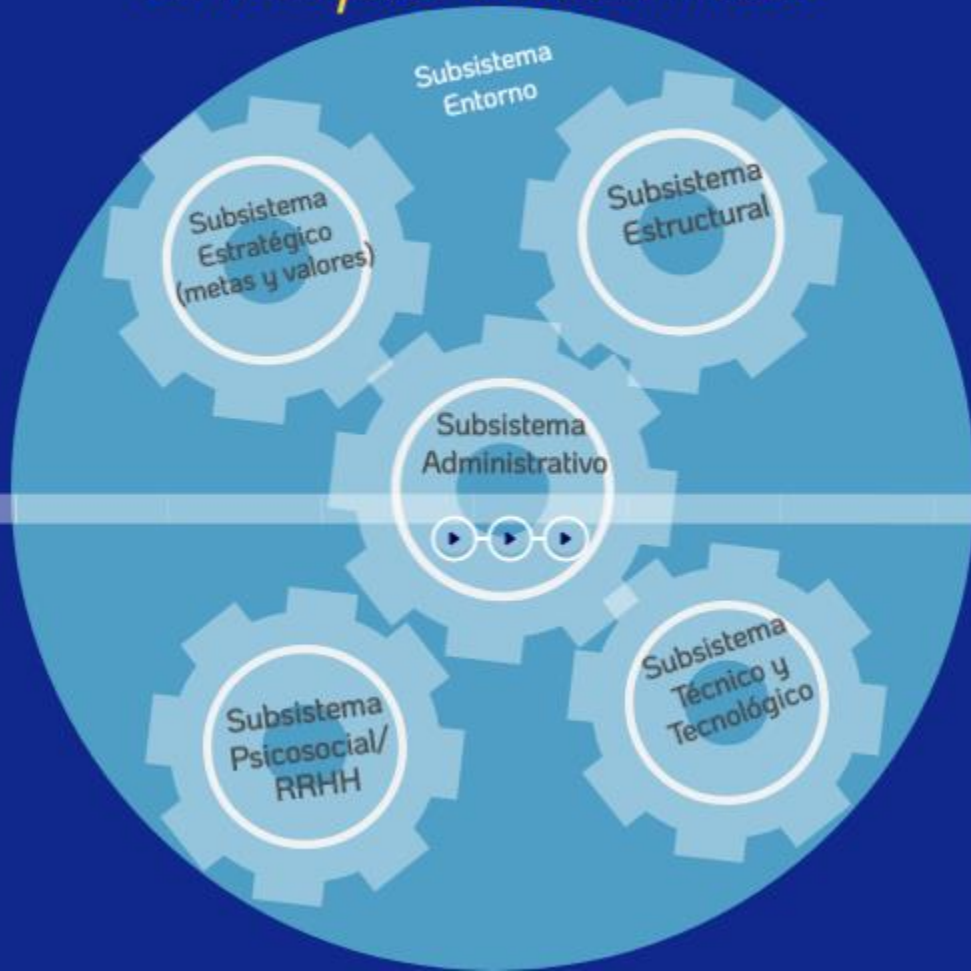 Subsistema
Entorno
Subsistema
Estratégico
(metas y valores)
Subsistema
Estructural
Subsistema
Administrativo
Subsistema
Psicosocial/
RRHH
Subsistema
Técnico y
Tecnológico